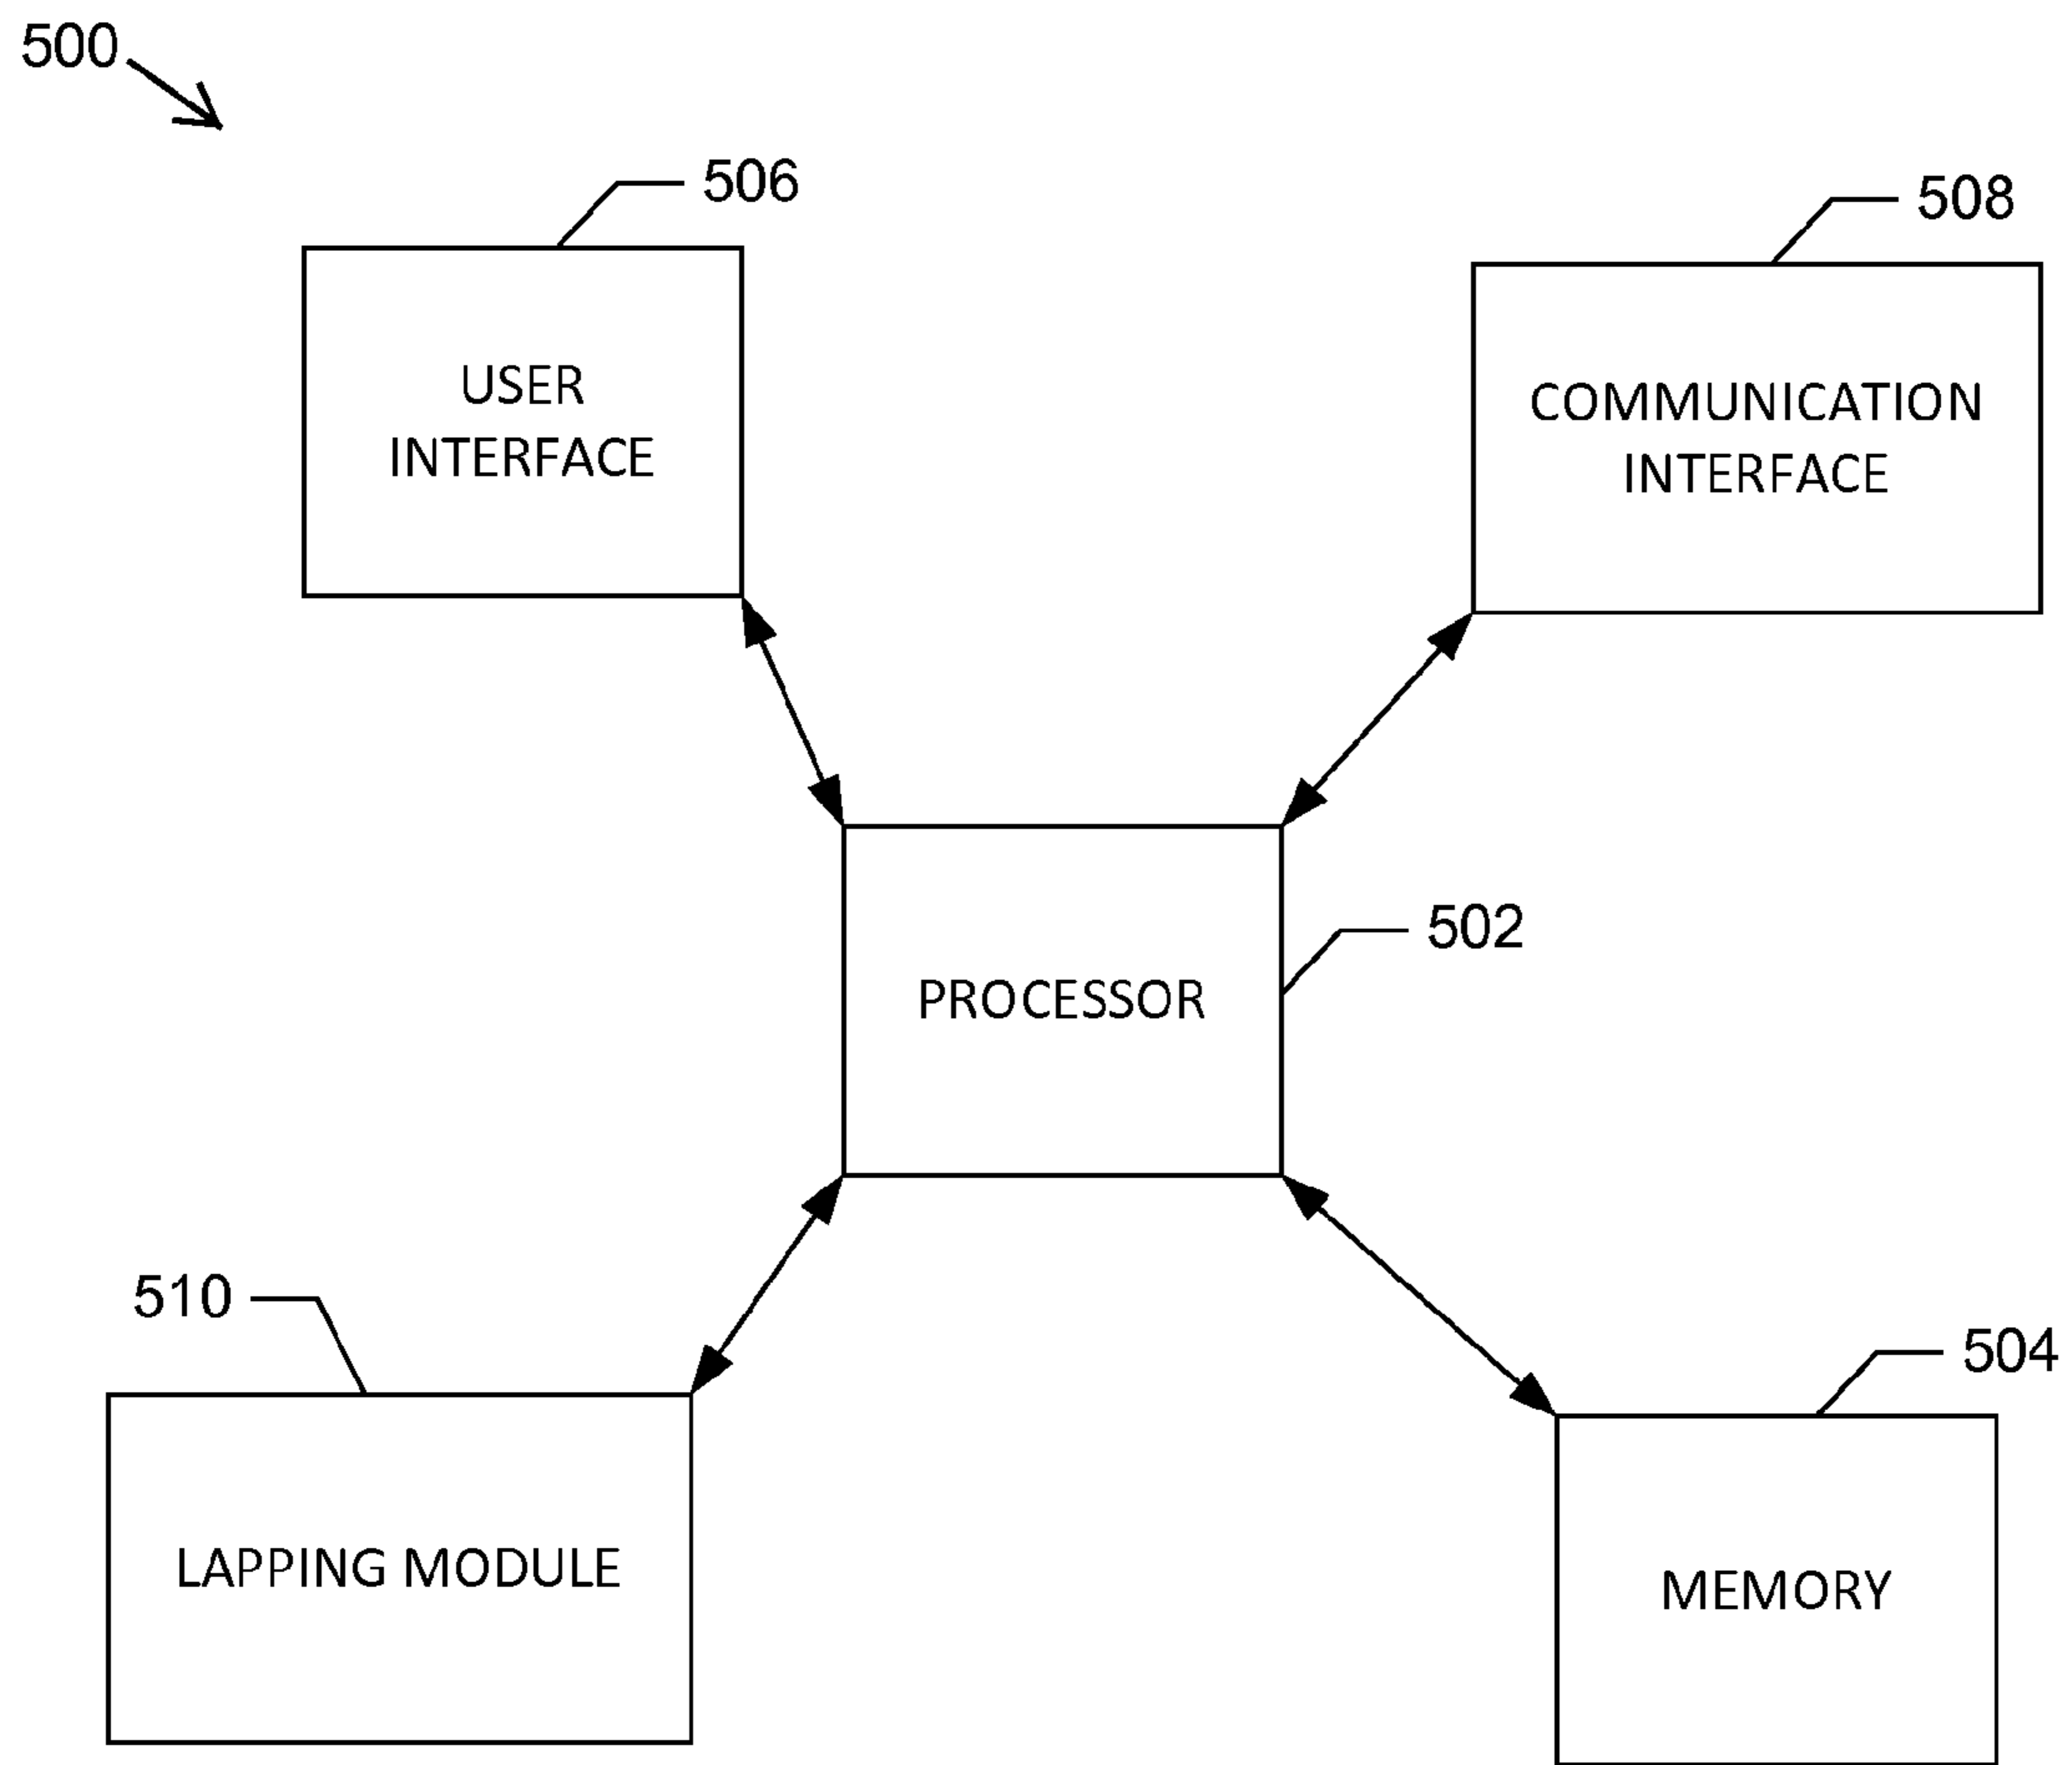 500
506
508
USER
INTERFACE
COMMUNICATION
INTERFACE
502
PROCESSOR
510
504
LAPPING MODULE
MEMORY